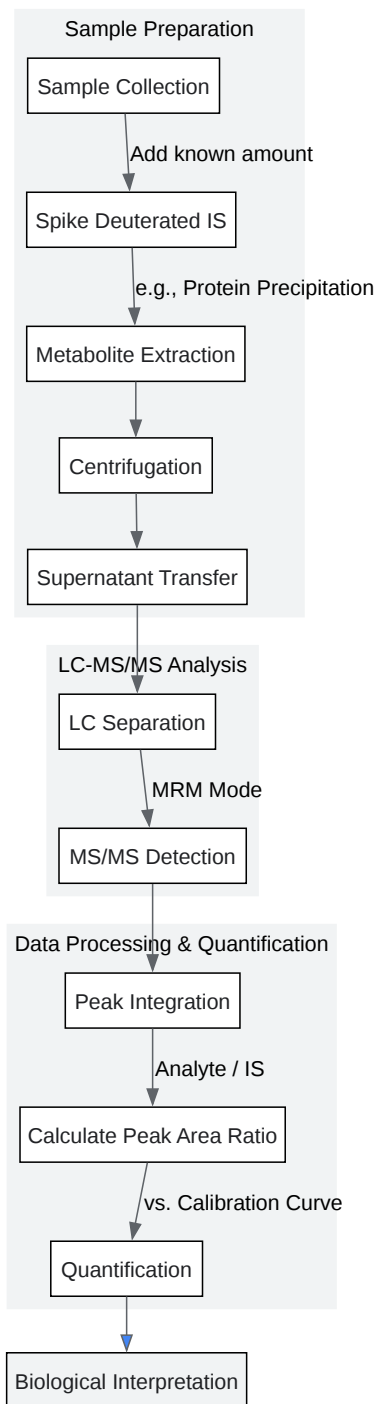 Sample Preparation
Sample Collection
Add known amount
Spike Deuterated IS
e.g., Protein Precipitation
Metabolite Extraction
Centrifugation
Supernatant Transfer
LC-MS/MS Analysis
LC Separation
MRM Mode
MS/MS Detection
Data Processing & Quantification
Peak Integration
Analyte / IS
Calculate Peak Area Ratio
vs. Calibration Curve
Quantification
Biological Interpretation